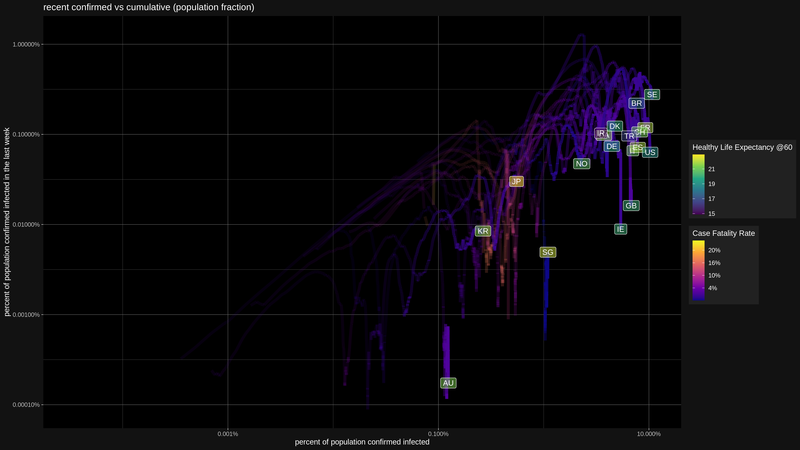 recent confirmed vs cumulative (population fraction)
percent of population confirmed infected in the last week
1.00000%
0.10000%
0.01000%
0.00100%
0.00010%
SE
BR
DK
IR
TR
DE
US
NO
JP
GB
IE
KR
SG
AU
0.001%
0.100%
10.000%
percent of population confirmed infected
Healthy Life Expectancy @60
21
19
17
15
Case Fatality Rate
20%
16%
10%
4%